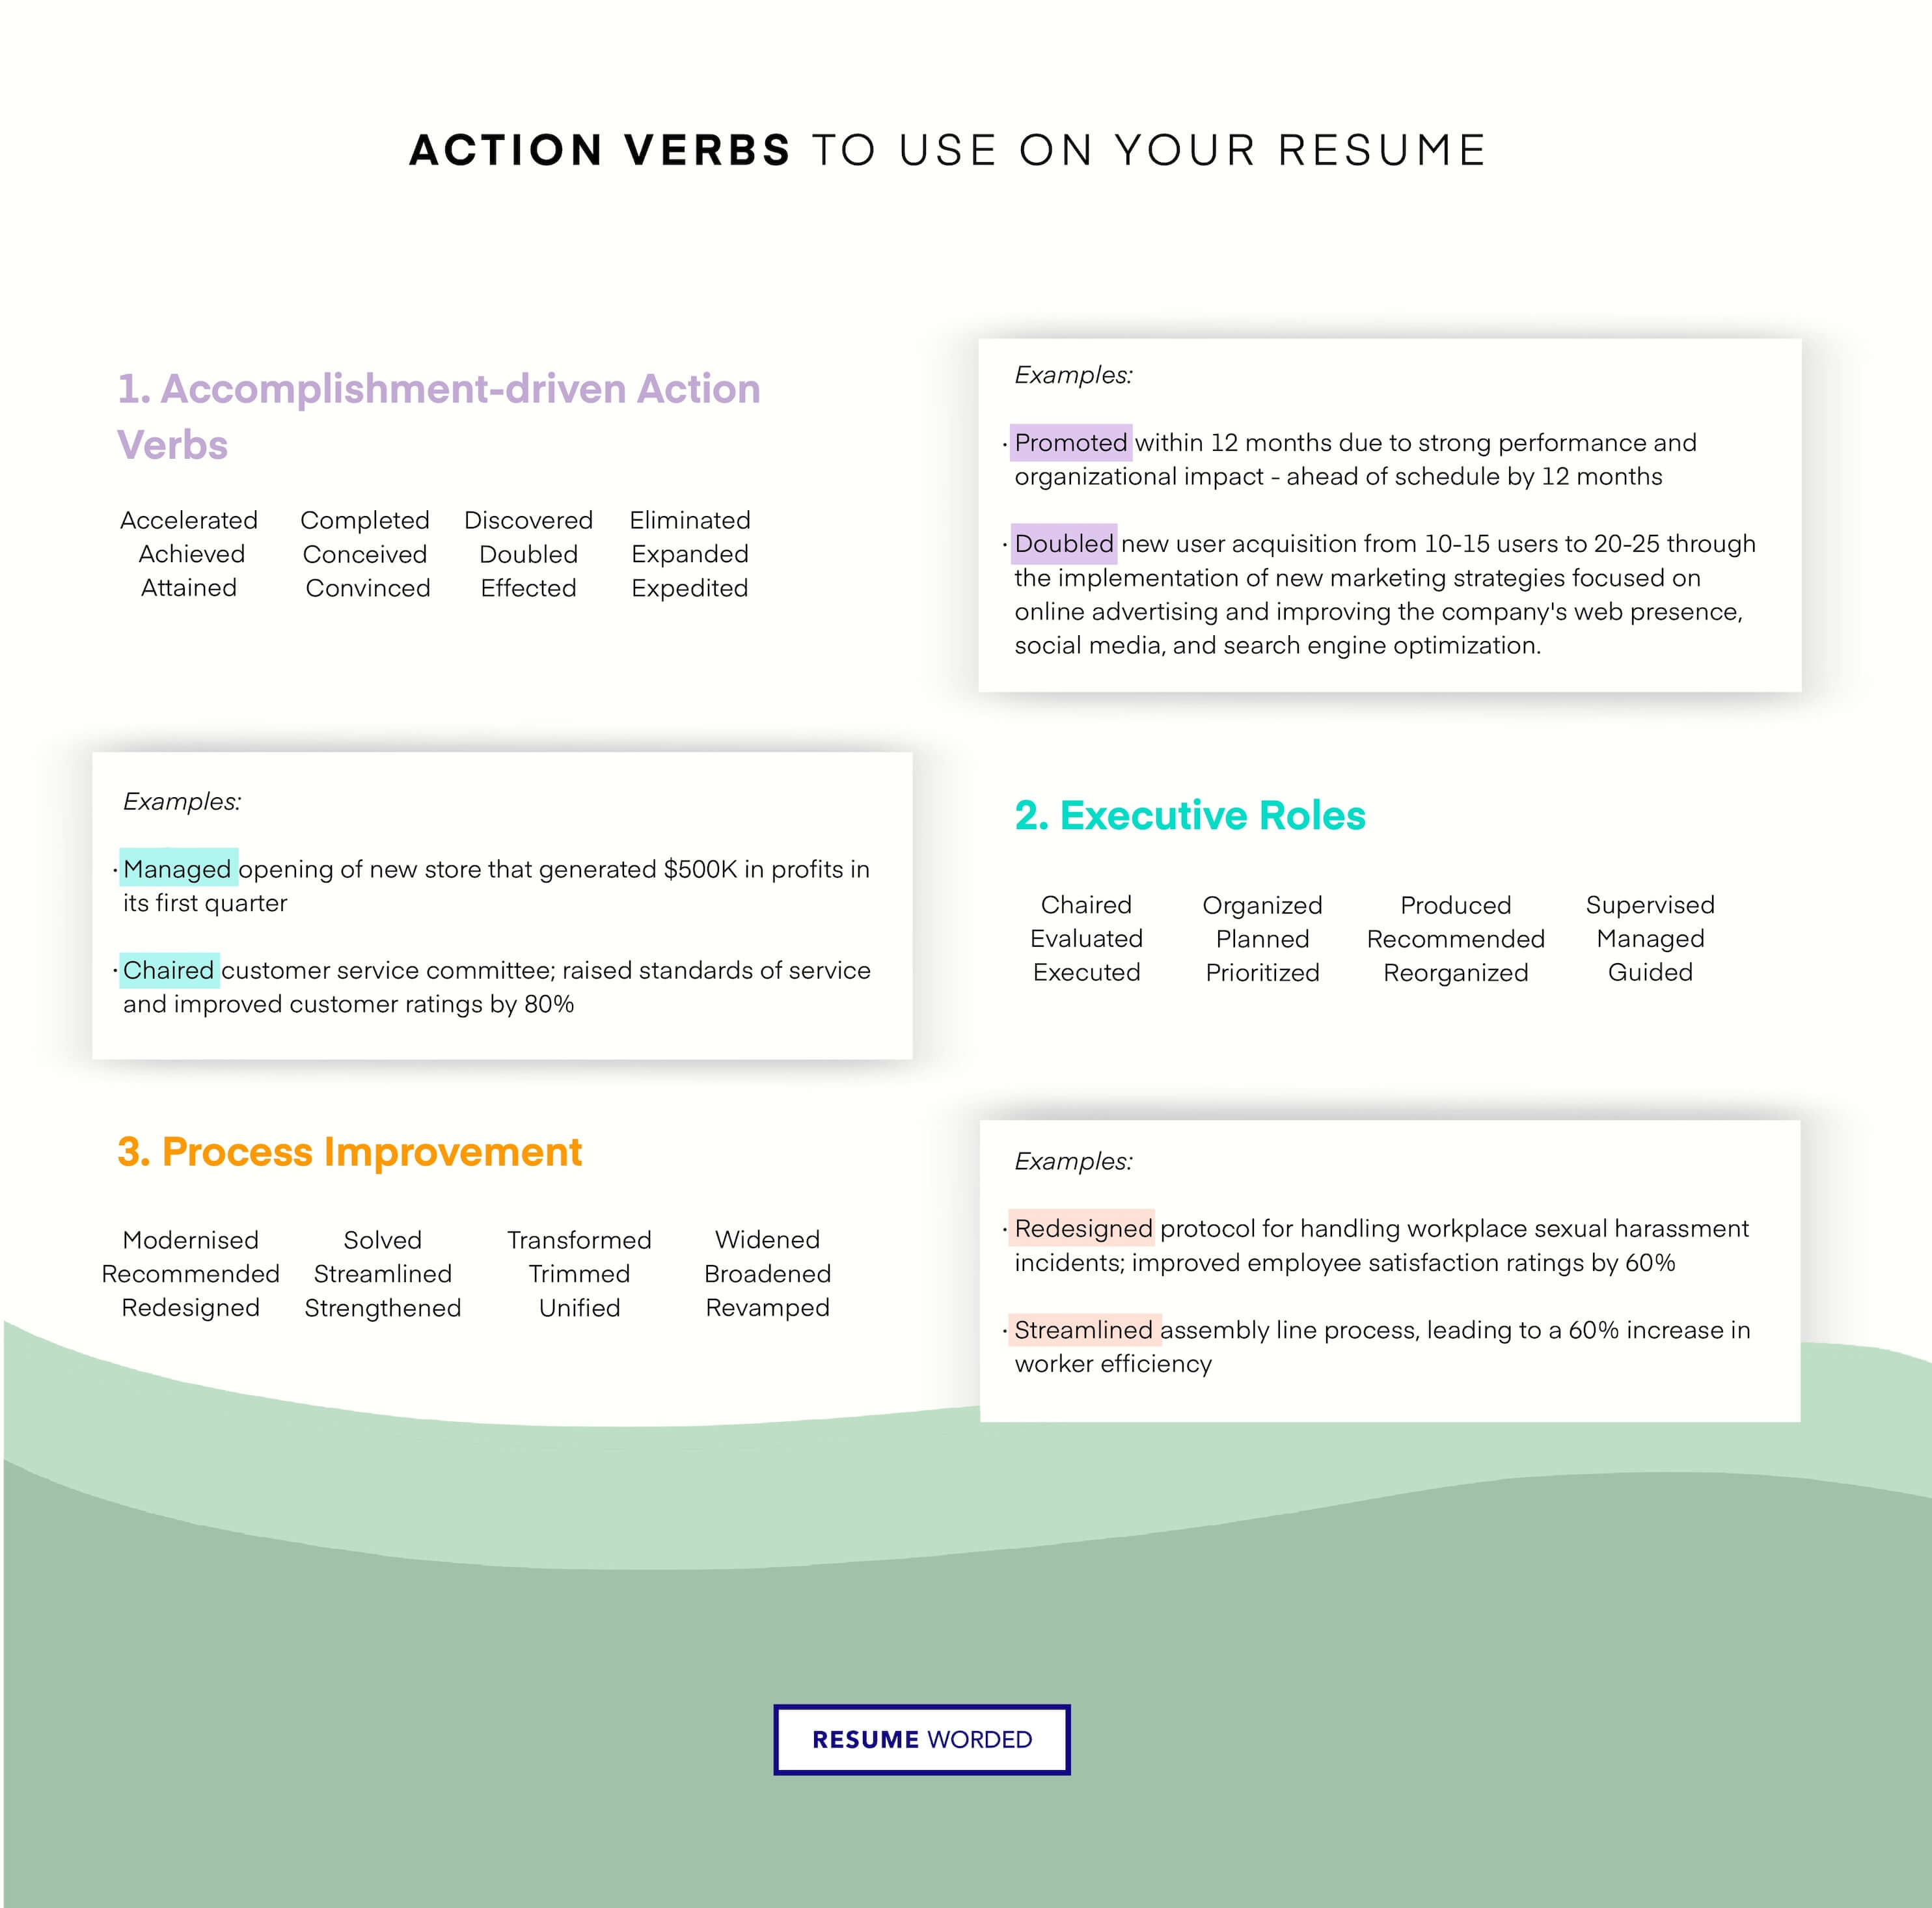 ACTION VERBS TO USE ON YOUR RESUME
1. Accomplishment-driven Action
Verbs
Accelerated Completed Discovered Eliminated
Achieved Conceived Doubled Expanded
Attained Convinced Effected Expedited
Examples:
· Promoted within 12 months due to strong performance and
organizational impact - ahead of schedule by 12 months
· Doubled new user acquisition from 10-15 users to 20-25 through
the implementation of new marketing strategies focused on
online advertising and improving the company's web presence,
social media, and search engine optimization.
Examples:
· Managed opening of new store that generated $500K in profits in
its first quarter
· Chaired customer service committee; raised standards of service
and improved customer ratings by 80%
2. Executive Roles
Chaired Organized Produced Supervised
Evaluated Planned Recommended Managed
Executed Prioritized Reorganized Guided
3. Process Improvement
Modernised Solved Transformed Widened
Recommended Streamlined Trimmed Broadened
Redesigned Strengthened Unified Revamped
Examples:
· Redesigned protocol for handling workplace sexual harassment
incidents; improved employee satisfaction ratings by 60%
· Streamlined assembly line process, leading to a 60% increase in
worker efficiency
RESUME WORDED